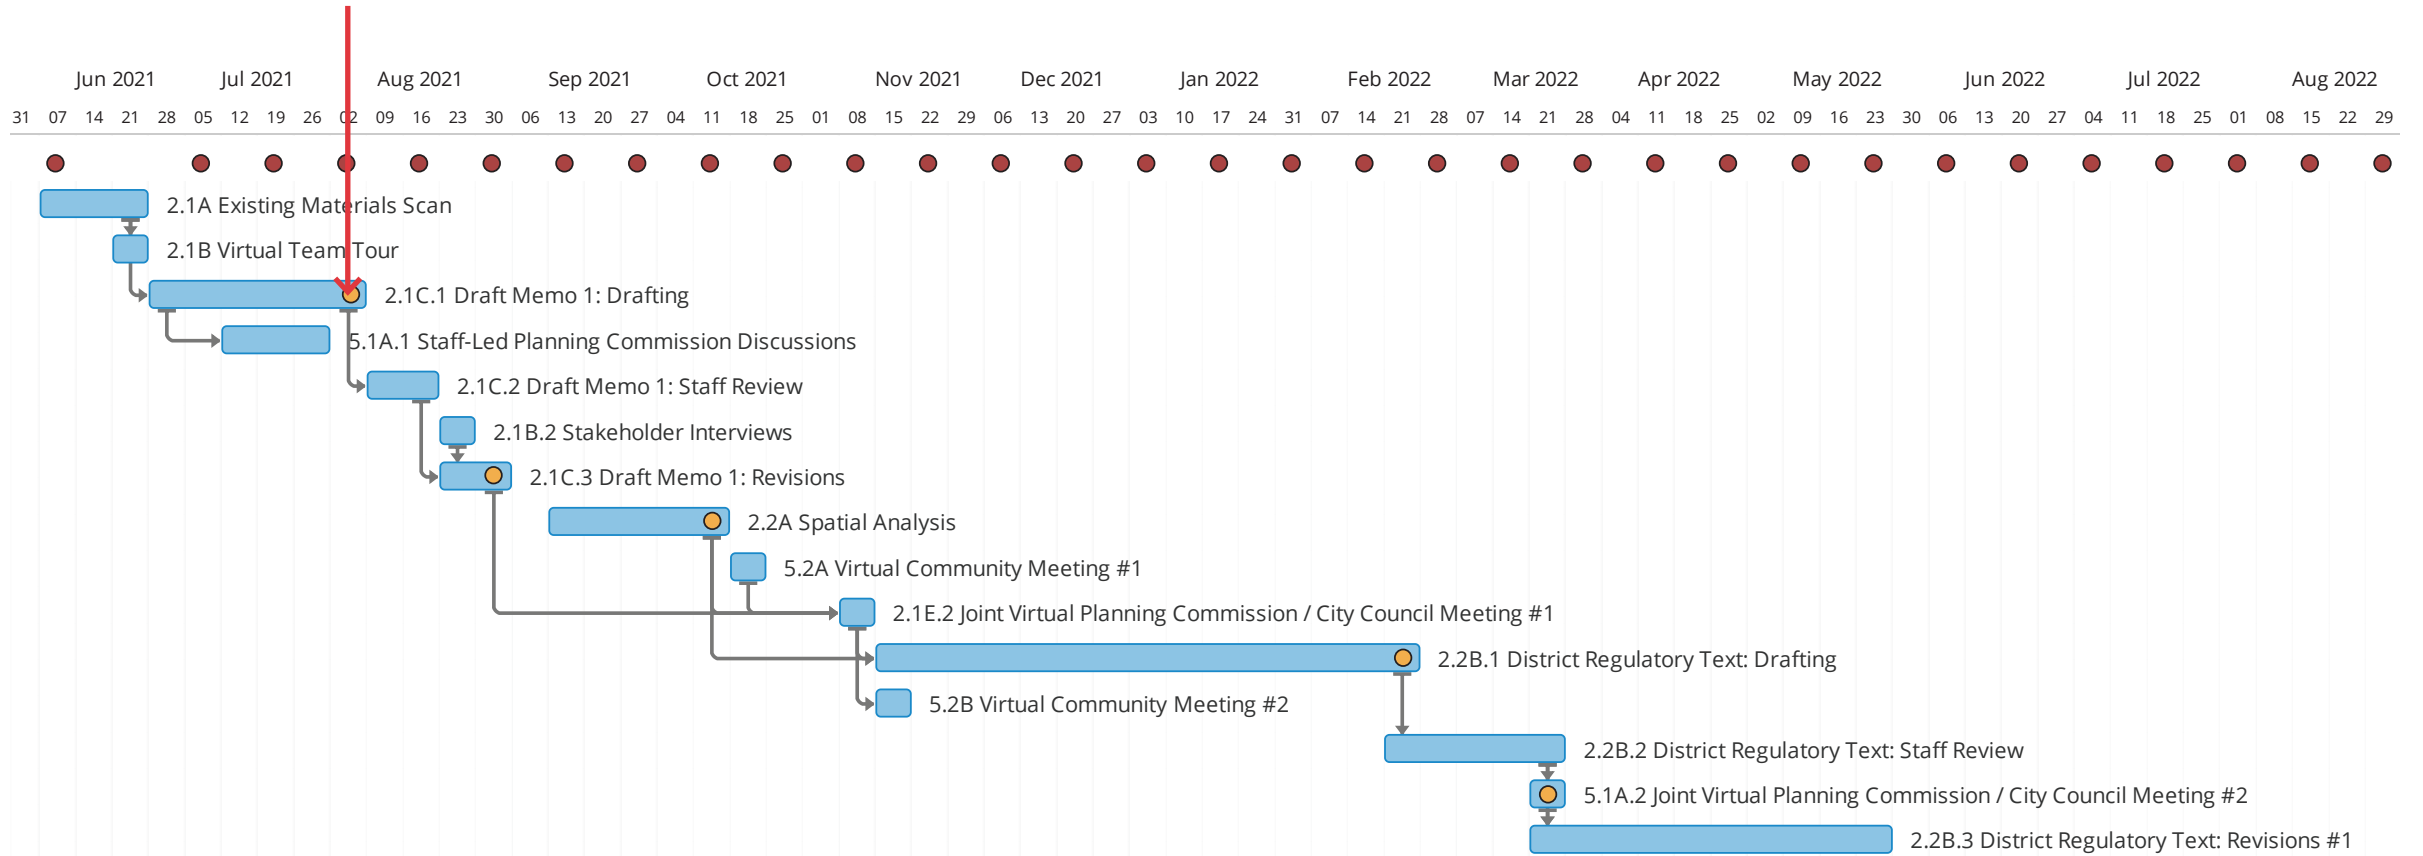 Jun 2021 Jul 2021 Aug 2021 Sep 2021 Oct 2021 Nov 2021 Dec 2021 Jan 2022 Feb 2022 Mar 2022 Apr 2022 May 2022 Jun 2022 Jul 2022 Aug 2022
31 07 14 21 28 05 12 19 26 02 09 16 23 30 06 13 20 27 04 11 18 25 01 08 15 22 29 06 13 20 27 03 10 17 24 31 07 14 21 28 07 14 21 28 04 11 18 25 02 09 16 23 30 06 13 20 27 04 11 18 25 01 08 15 22 29
2.1A Existing Materials Scan
2.1B Virtual Team Tour
2.1C.1 Draft Memo 1: Drafting
5.1A.1 Staff-Led Planning Commission Discussions
2.1C.2 Draft Memo 1: Staff Review
2.1B.2 Stakeholder Interviews
2.1C.3 Draft Memo 1: Revisions
2.2A Spatial Analysis
5.2A Virtual Community Meeting #1
2.1E.2 Joint Virtual Planning Commission / City Council Meeting #1
2.2B.1 District Regulatory Text: Drafting
5.2B Virtual Community Meeting #2
2.2B.2 District Regulatory Text: Staff Review
5.1A.2 Joint Virtual Planning Commission / City Council Meeting #2
2.2B.3 District Regulatory Text: Revisions #1